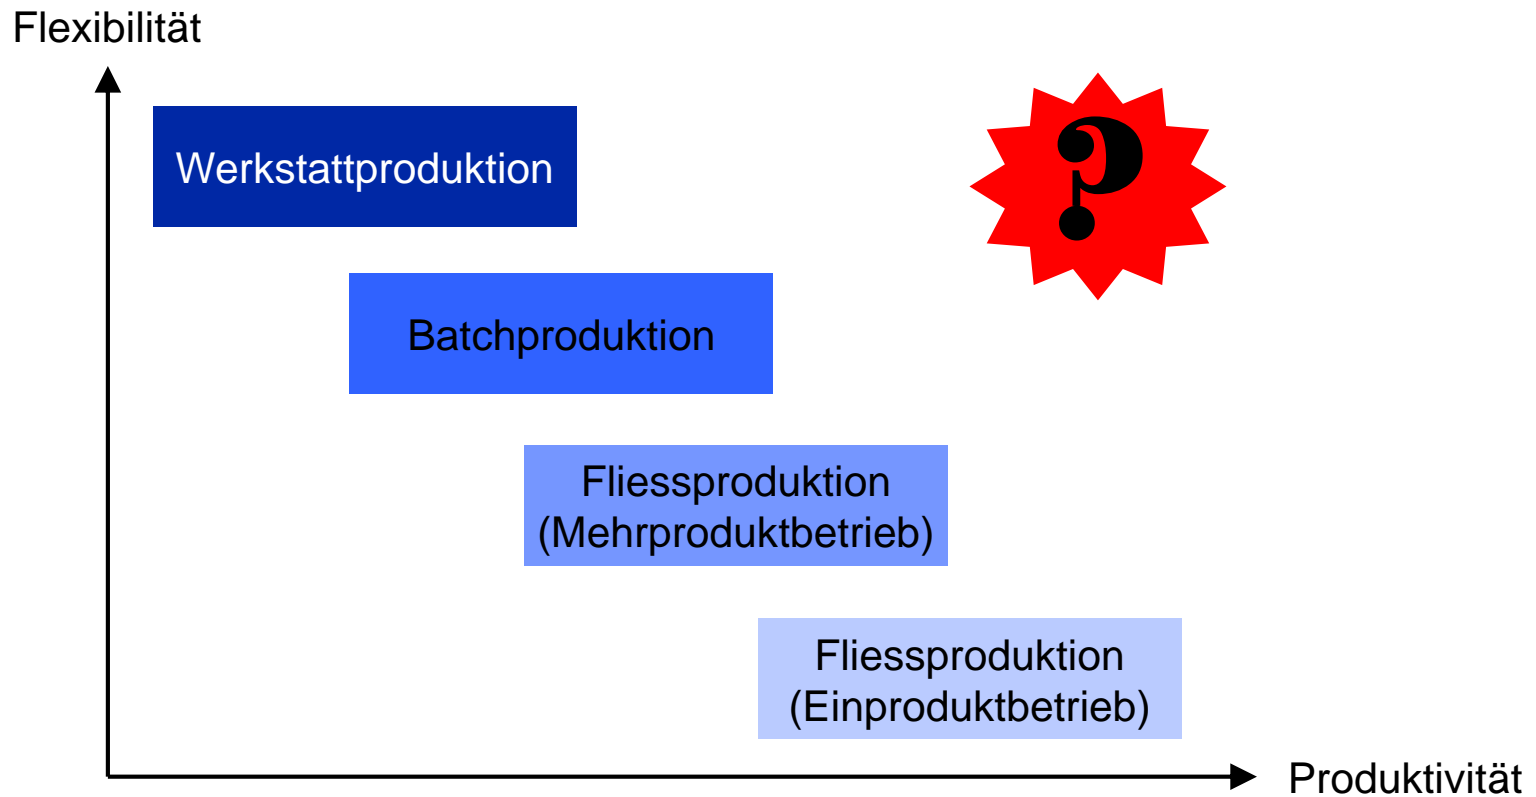 Flexibilität
Werkstattproduktion
?
Batchproduktion
Fliessproduktion
(Mehrproduktbetrieb)
Fliessproduktion
(Einproduktbetrieb)
Produktivität